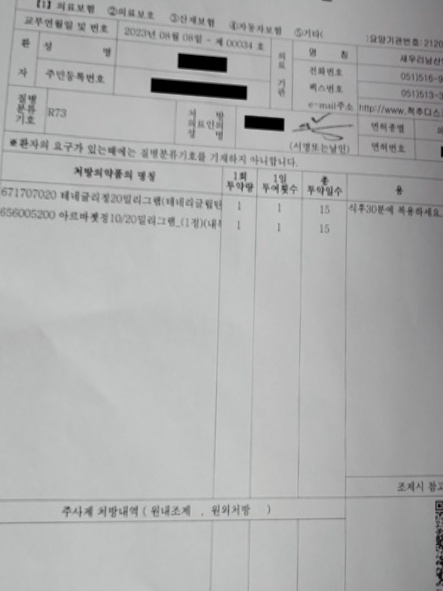 【1】의료보험 ②의료보호 ③산재보험 ④자동차보험 ⑤기타( )요양기관번호: 2120
교부면원일 및 번호 2023년 08월 08일 - 제 00034 호
환 자
성 명
주민등록번호
의료기관
명 칭 새우리남산
전화번호 051)516-9
팩스번호 051)513-3
e-mail주소 http://www.척추디스
질병분류기호 R73
처방의료인의 성명
(서명또는날인)
면허종별
면허번호
※환자의 요구가 있는때에는 질병분류기호를 기재하지 아니합니다.
처방의약품의 명칭 1회투약량 1일투여횟수 총투약일수 용
671707020 테네글리정20밀리그램(테네리글립틴 1 1 15 식후30분에 복용하세요.
656005200 아르바젯정10/20밀리그램_(1정)(내복 1 1 15
조제시 참고
주사제 처방내역 ( 원내조제 , 원외처방 )